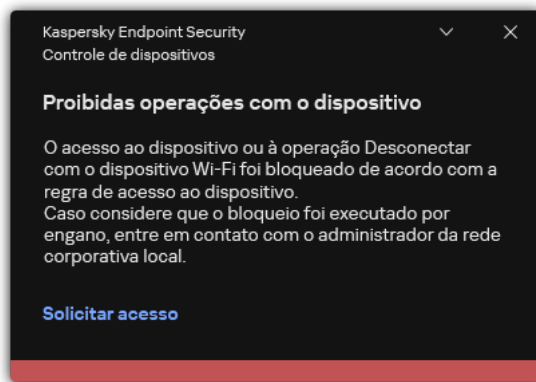 Kaspersky Endpoint Security
Controle de dispositivos
Proibidas operações com o dispositivo
O acesso ao dispositivo ou à operação Desconectar
com o dispositivo Wi-Fi foi bloqueado de acordo com a
regra de acesso ao dispositivo.
Caso considere que o bloqueio foi executado por
engano, entre em contato com o administrador da rede
corporativa local.
Solicitar acesso